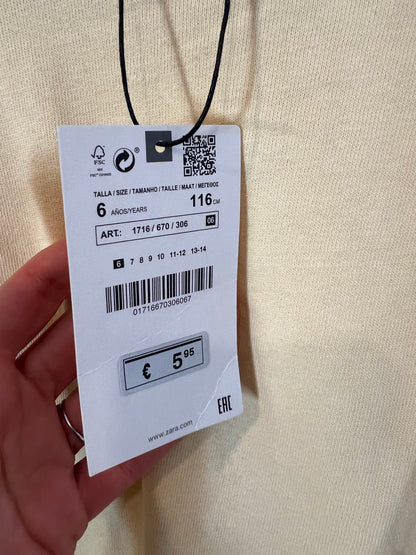 FSC
TALLA / SIZE / TAMANHO / TAILLE / MAAT / ΜΕΓΕΘΟΣ
6 AÑOS/YEARS 116 CM
ART.: 1716 / 670 / 306 06
6 7 8 9 10 11-12 13-14
01716670306067
€ 5 95
EAC
www.zara.com